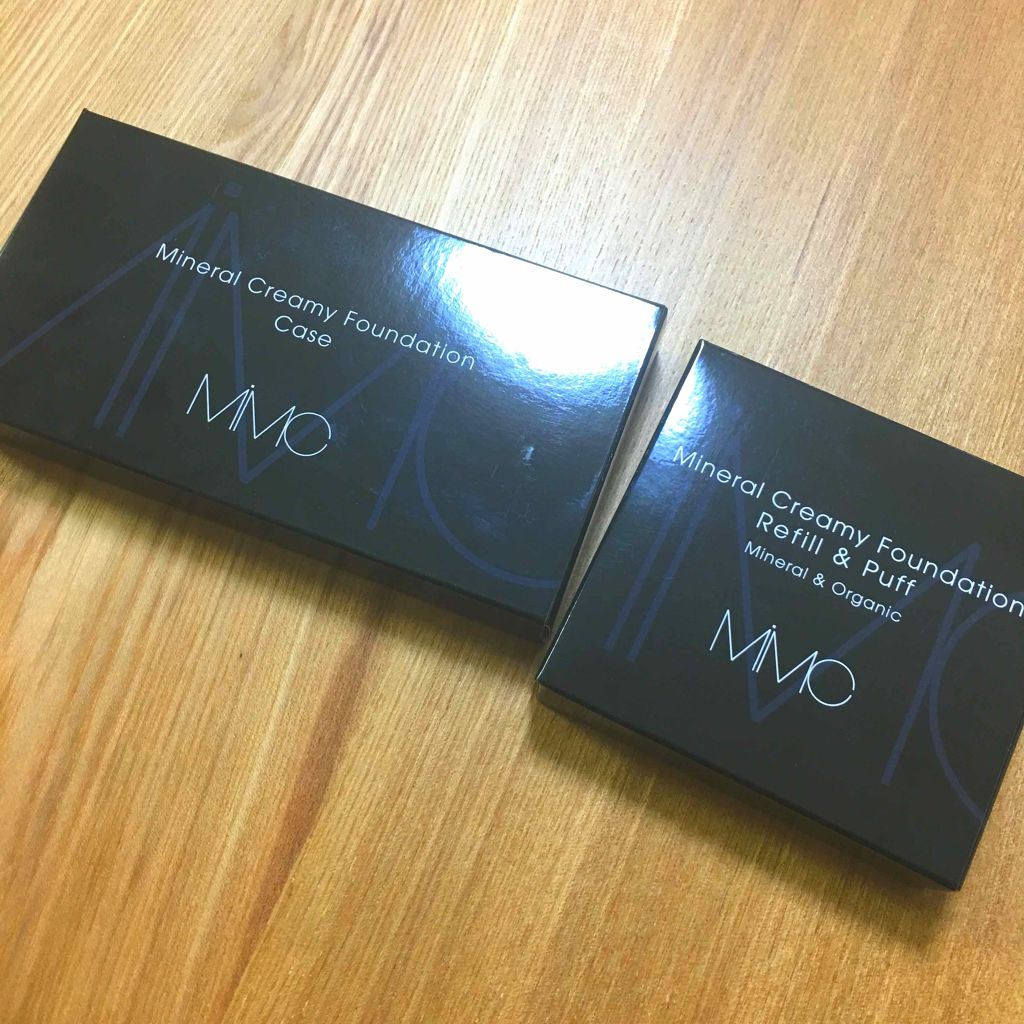 Mineral Creamy Foundation
Case
MiMC
Mineral Creamy Foundation
Refill & Puff
Mineral & Organic
MiMC